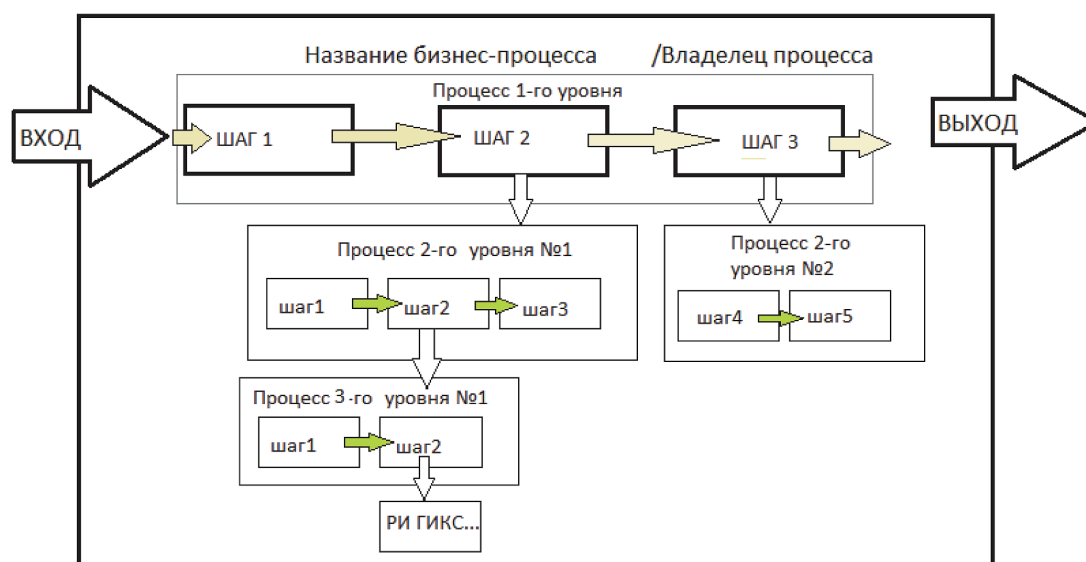 Название бизнес-процесса /Владелец процесса
Процесс 1-го уровня
ВХОД
ШАГ 1
ШАГ 2
ШАГ 3
ВЫХОД
Процесс 2-го уровня №1
шаг1
шаг2
шаг3
Процесс 2-го
уровня №2
шаг4
шаг5
Процесс 3-го уровня №1
шаг1
шаг2
РИ ГИКС...